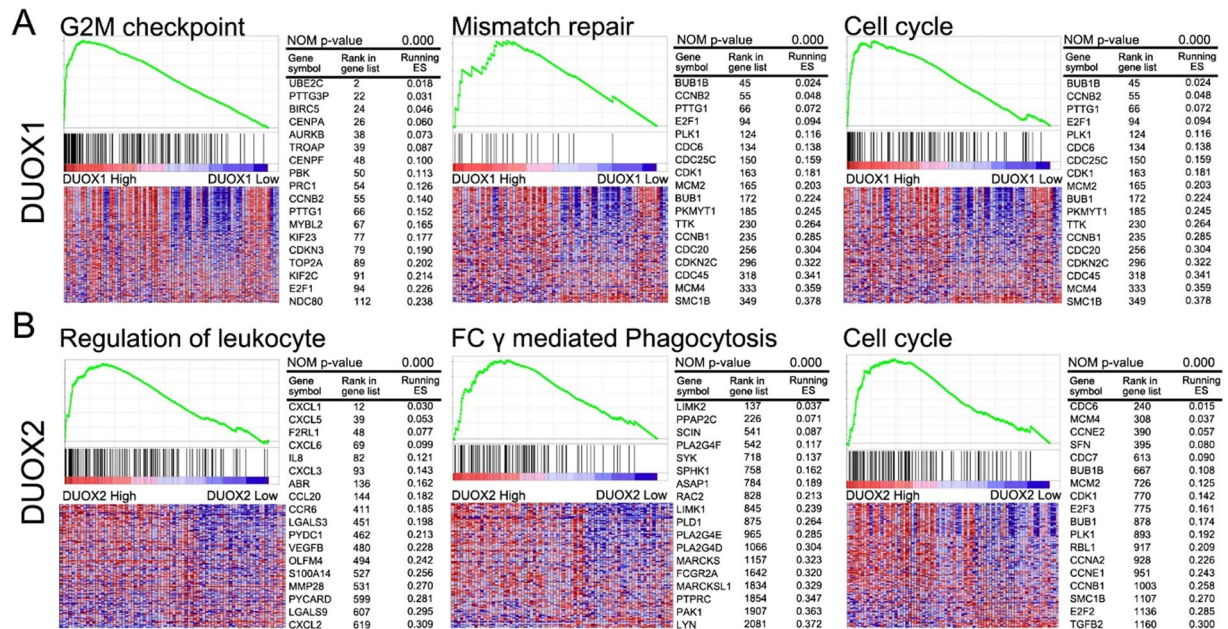 A
DUOX1
G2M checkpoint
NOM p-value 0.000
Gene symbol Rank in gene list Running ES
UBE2C 2 0.018
PTTG3P 22 0.031
BIRC5 24 0.046
CENPA 26 0.060
AURKB 38 0.073
TROAP 39 0.087
CENPF 48 0.100
PBK 50 0.113
PRC1 54 0.126
CCNB2 55 0.140
PTTG1 66 0.152
MYBL2 67 0.165
KIF23 77 0.177
CDKN3 79 0.190
TOP2A 89 0.202
KIF2C 91 0.214
E2F1 94 0.226
NDC80 112 0.238
DUOX1 High DUOX1 Low
Mismatch repair
NOM p-value 0.000
Gene symbol Rank in gene list Running ES
BUB1B 45 0.024
CCNB2 55 0.048
PTTG1 66 0.072
E2F1 94 0.094
PLK1 124 0.116
CDC6 134 0.138
CDC25C 150 0.159
CDK1 163 0.181
MCM2 165 0.203
BUB1 172 0.224
PKMYT1 185 0.245
TTK 230 0.264
CCNB1 235 0.285
CDC20 256 0.304
CDKN2C 296 0.322
CDC45 318 0.341
MCM4 333 0.359
SMC1B 349 0.378
DUOX1 High DUOX1 Low
Cell cycle
NOM p-value 0.000
Gene symbol Rank in gene list Running ES
BUB1B 45 0.024
CCNB2 55 0.048
PTTG1 66 0.072
E2F1 94 0.094
PLK1 124 0.116
CDC6 134 0.138
CDC25C 150 0.159
CDK1 163 0.181
MCM2 165 0.203
BUB1 172 0.224
PKMYT1 185 0.245
TTK 230 0.264
CCNB1 235 0.285
CDC20 256 0.304
CDKN2C 296 0.322
CDC45 318 0.341
MCM4 333 0.359
SMC1B 349 0.378
DUOX1 High DUOX1 Low
B
DUOX2
Regulation of leukocyte
NOM p-value 0.000
Gene symbol Rank in gene list Running ES
CXCL1 12 0.030
CXCL5 39 0.053
F2RL1 48 0.077
CXCL6 69 0.099
IL8 82 0.121
CXCL3 93 0.143
ABR 136 0.162
CCL20 144 0.182
CCR6 411 0.185
LGALS3 451 0.198
PYDC1 462 0.213
VEGFB 480 0.228
OLFM4 494 0.242
S100A14 527 0.256
MMP28 531 0.270
PYCARD 599 0.281
LGALS9 607 0.295
CXCL2 619 0.309
DUOX2 High DUOX2 Low
FC γ mediated Phagocytosis
NOM p-value 0.000
Gene symbol Rank in gene list Running ES
LIMK2 137 0.037
PPAP2C 226 0.071
SCIN 541 0.087
PLA2G4F 542 0.117
SYK 718 0.137
SPHK1 758 0.162
ASAP1 784 0.189
RAC2 828 0.213
LIMK1 845 0.239
PLD1 875 0.264
PLA2G4E 965 0.285
PLA2G4D 1066 0.304
MARCKS 1157 0.323
FCGR2A 1642 0.320
MARCKSL1 1834 0.329
PTPRC 1854 0.347
PAK1 1907 0.363
LYN 2081 0.372
DUOX2 High DUOX2 Low
Cell cycle
NOM p-value 0.000
Gene symbol Rank in gene list Running ES
CDC6 240 0.015
MCM4 308 0.037
CCNE2 390 0.057
SFN 395 0.080
CDC7 613 0.090
BUB1B 667 0.108
MCM2 726 0.125
CDK1 770 0.142
E2F3 775 0.161
BUB1 878 0.174
PLK1 893 0.192
RBL1 917 0.209
CCNA2 928 0.226
CCNE1 951 0.243
CCNB1 1003 0.258
SMC1B 1107 0.270
E2F2 1136 0.285
TGFB2 1160 0.300
DUOX2 High DUOX2 Low